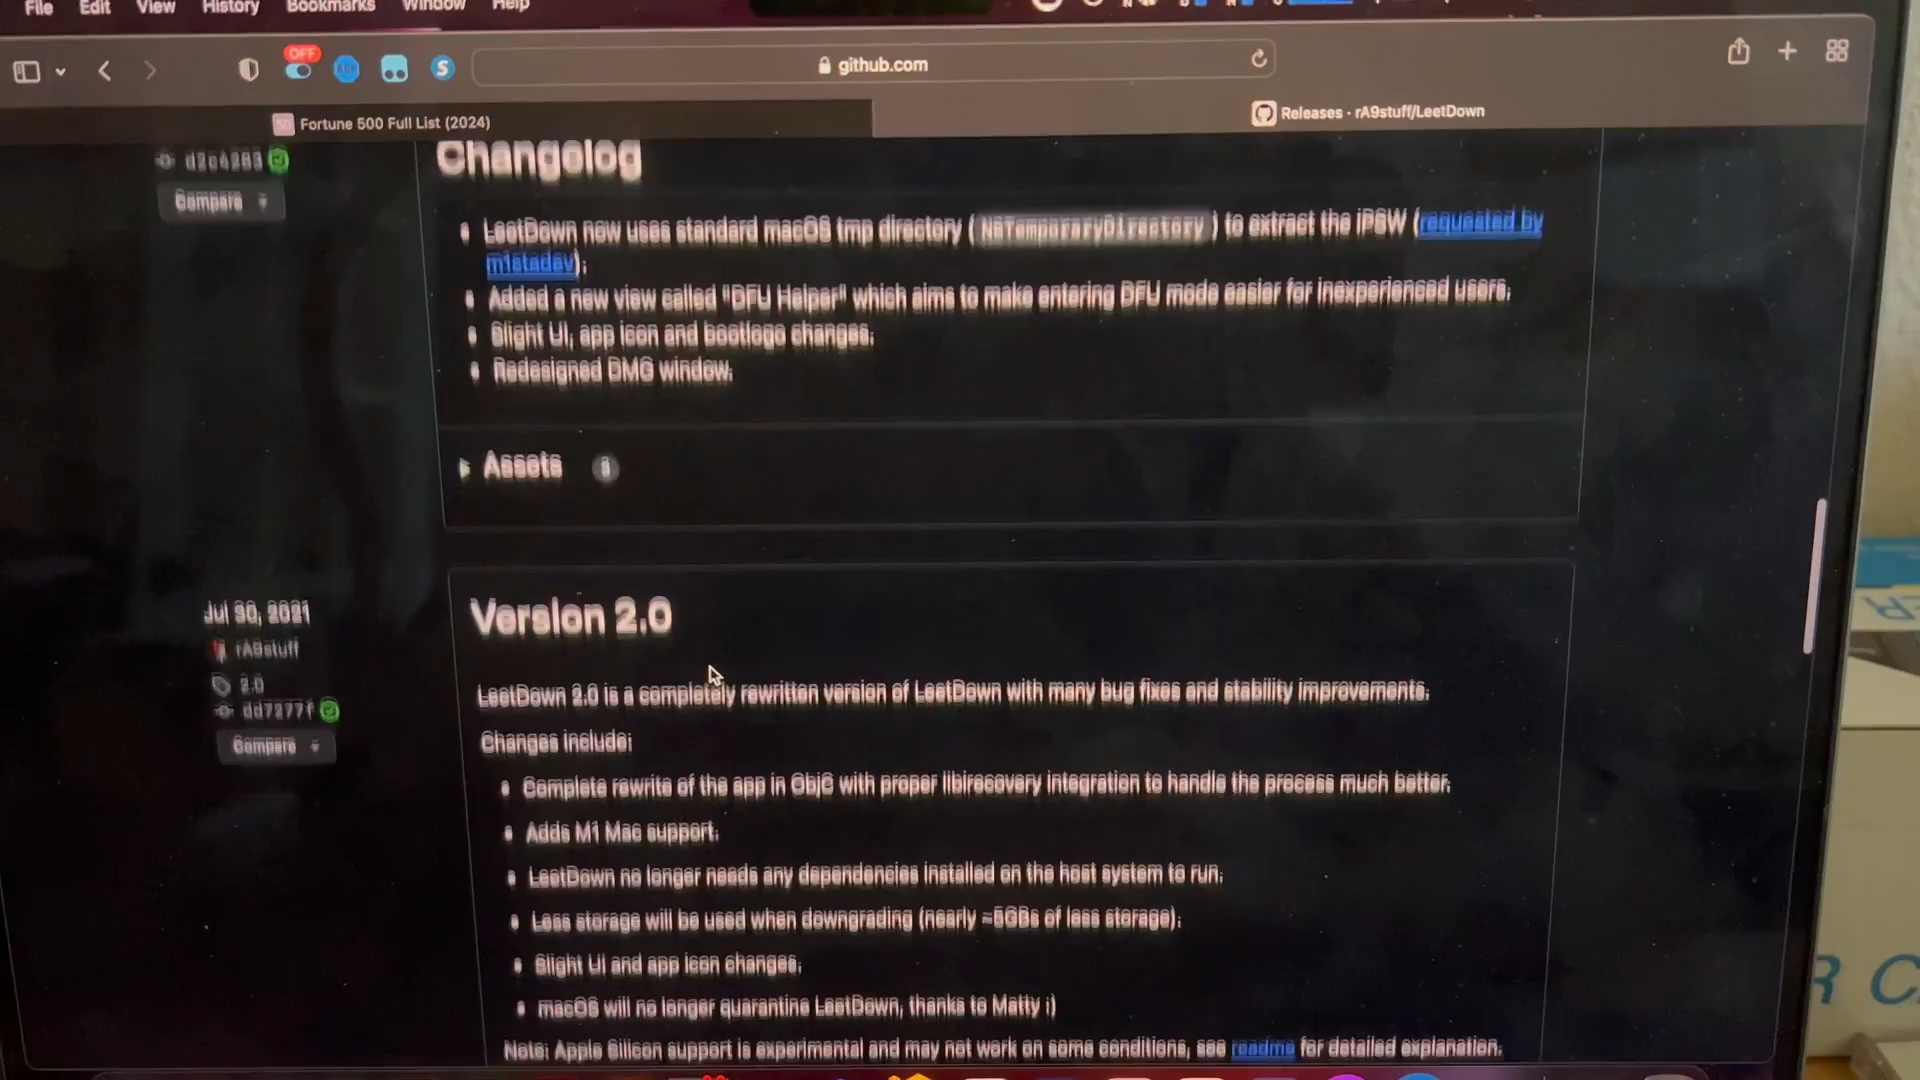 File Edit View History Bookmarks Window Help
OFF
github.com
Fortune 500 Full List (2024)
Releases · rA9stuff/LeetDown
Changelog
Compare
LeetDown now uses standard macOS tmp directory ( NSTemporaryDirectory ) to extract the iPSW (requested by
m1stadev).
Added a new view called "DFU Helper" which aims to make entering DFU mode easier for inexperienced users.
Slight UI, app icon and bootlogo changes.
Redesigned DMG window.
Assets
Version 2.0
Jul 30, 2021
rA9stuff
2.0
dd7277f
Compare
LeetDown 2.0 is a completely rewritten version of LeetDown with many bug fixes and stability improvements.
Changes include:
Complete rewrite of the app in ObjC with proper libirecovery integration to handle the process much better.
Adds M1 Mac support.
LeetDown no longer needs any dependencies installed on the host system to run.
Less storage will be used when downgrading (nearly ≈5GBs of less storage).
Slight UI and app icon changes.
macOS will no longer quarantine LeetDown, thanks to Matty :)
Note: Apple Silicon support is experimental and may not work on some conditions, see readme for detailed explanation.